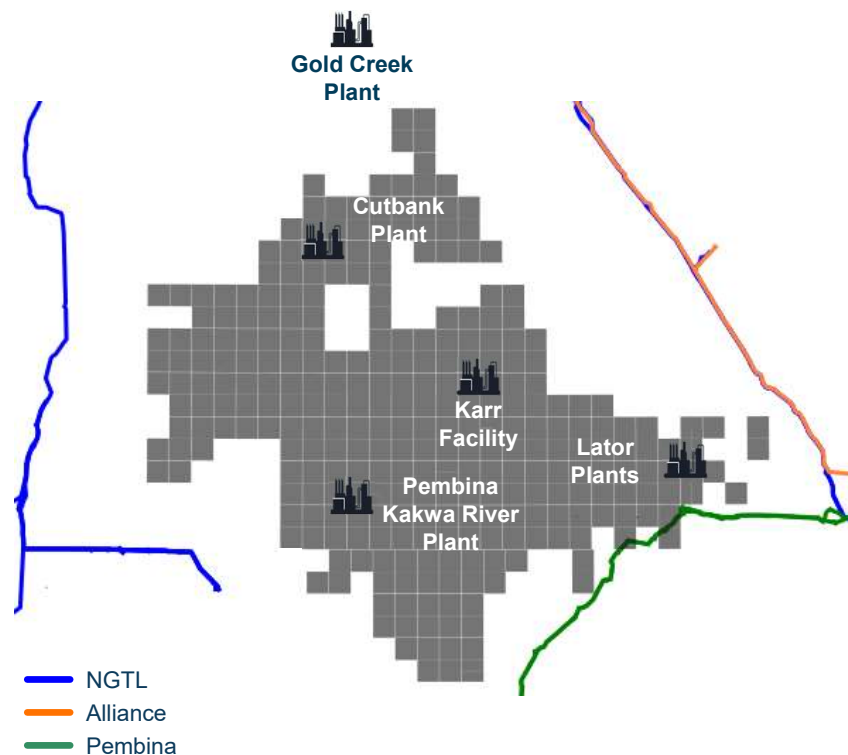 Gold Creek
Plant
Cutbank
Plant
Karr
Facility
Lator
Plants
Pembina
Kakwa River
Plant
NGTL
Alliance
Pembina